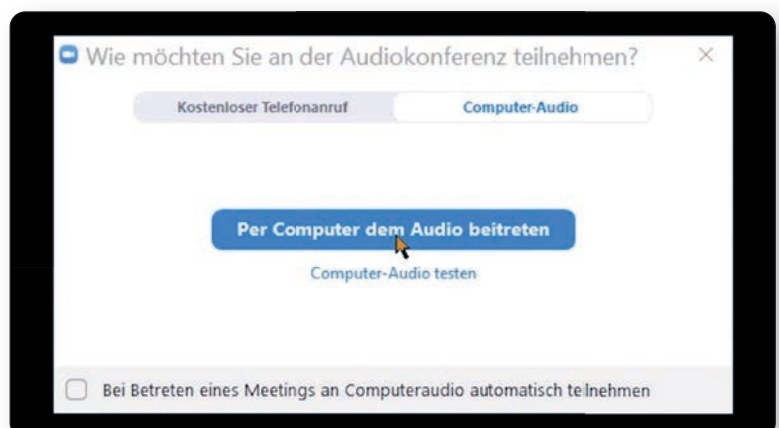 Wie möchten Sie an der Audiokonferenz teilnehmen?
Kostenloser Telefonanruf Computer-Audio
Per Computer dem Audio beitreten
Computer-Audio testen
Bei Betreten eines Meetings an Computeraudio automatisch teilnehmen